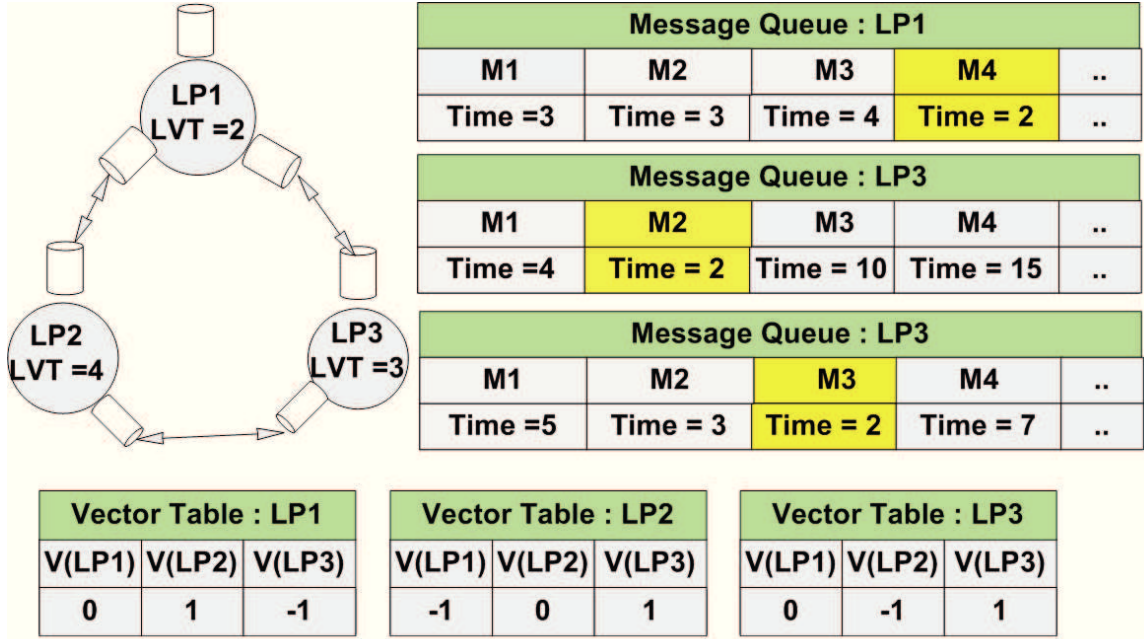 LP1
LVT =2
LP2
LVT =4
LP3
LVT =3
Message Queue : LP1
M1 M2 M3 M4 ..
Time =3 Time = 3 Time = 4 Time = 2 ..
Message Queue : LP3
M1 M2 M3 M4 ..
Time =4 Time = 2 Time = 10 Time = 15 ..
Message Queue : LP3
M1 M2 M3 M4 ..
Time =5 Time = 3 Time = 2 Time = 7 ..
Vector Table : LP1
V(LP1) V(LP2) V(LP3)
0 1 -1
Vector Table : LP2
V(LP1) V(LP2) V(LP3)
-1 0 1
Vector Table : LP3
V(LP1) V(LP2) V(LP3)
0 -1 1